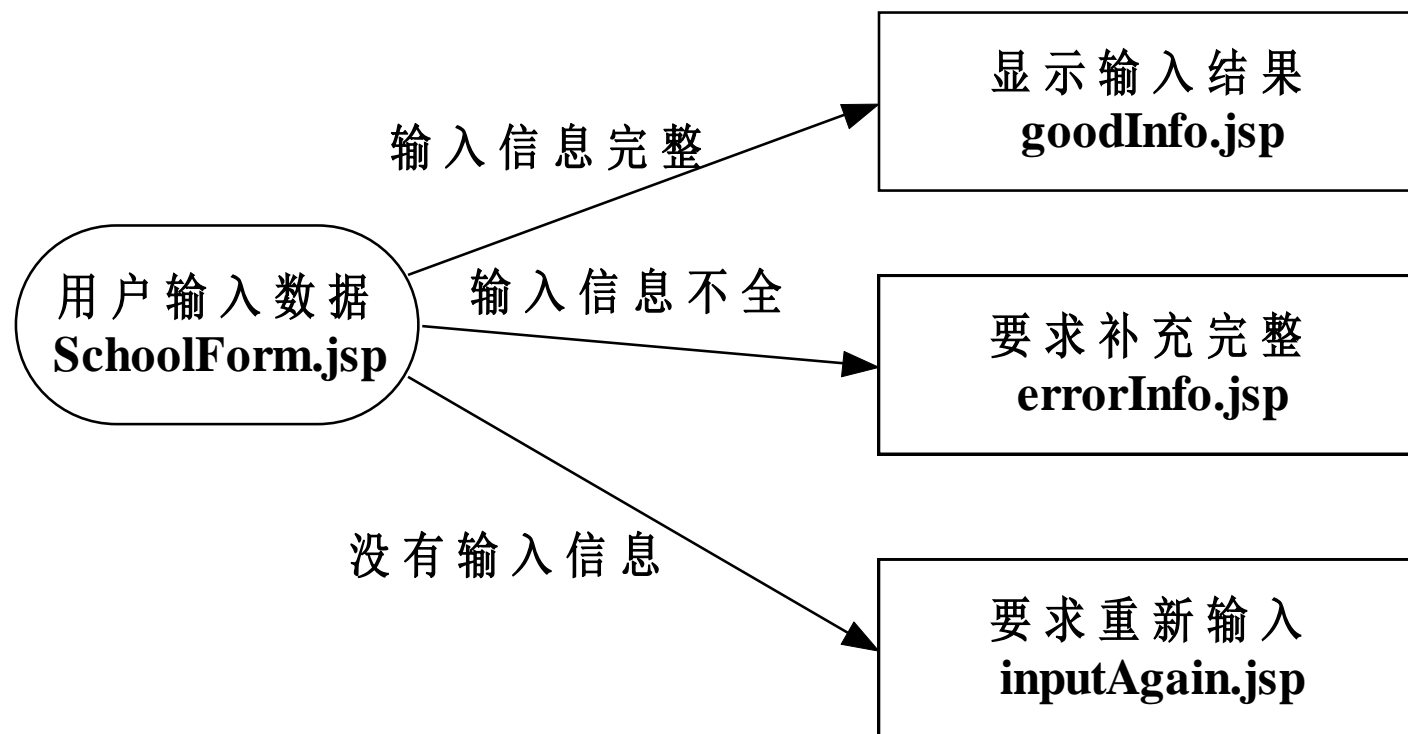 显示输入结果
goodInfo.jsp
输入信息完整
用户输入数据
SchoolForm.jsp
输入信息不全
要求补充完整
errorInfo.jsp
没有输入信息
要求重新输入
inputAgain.jsp